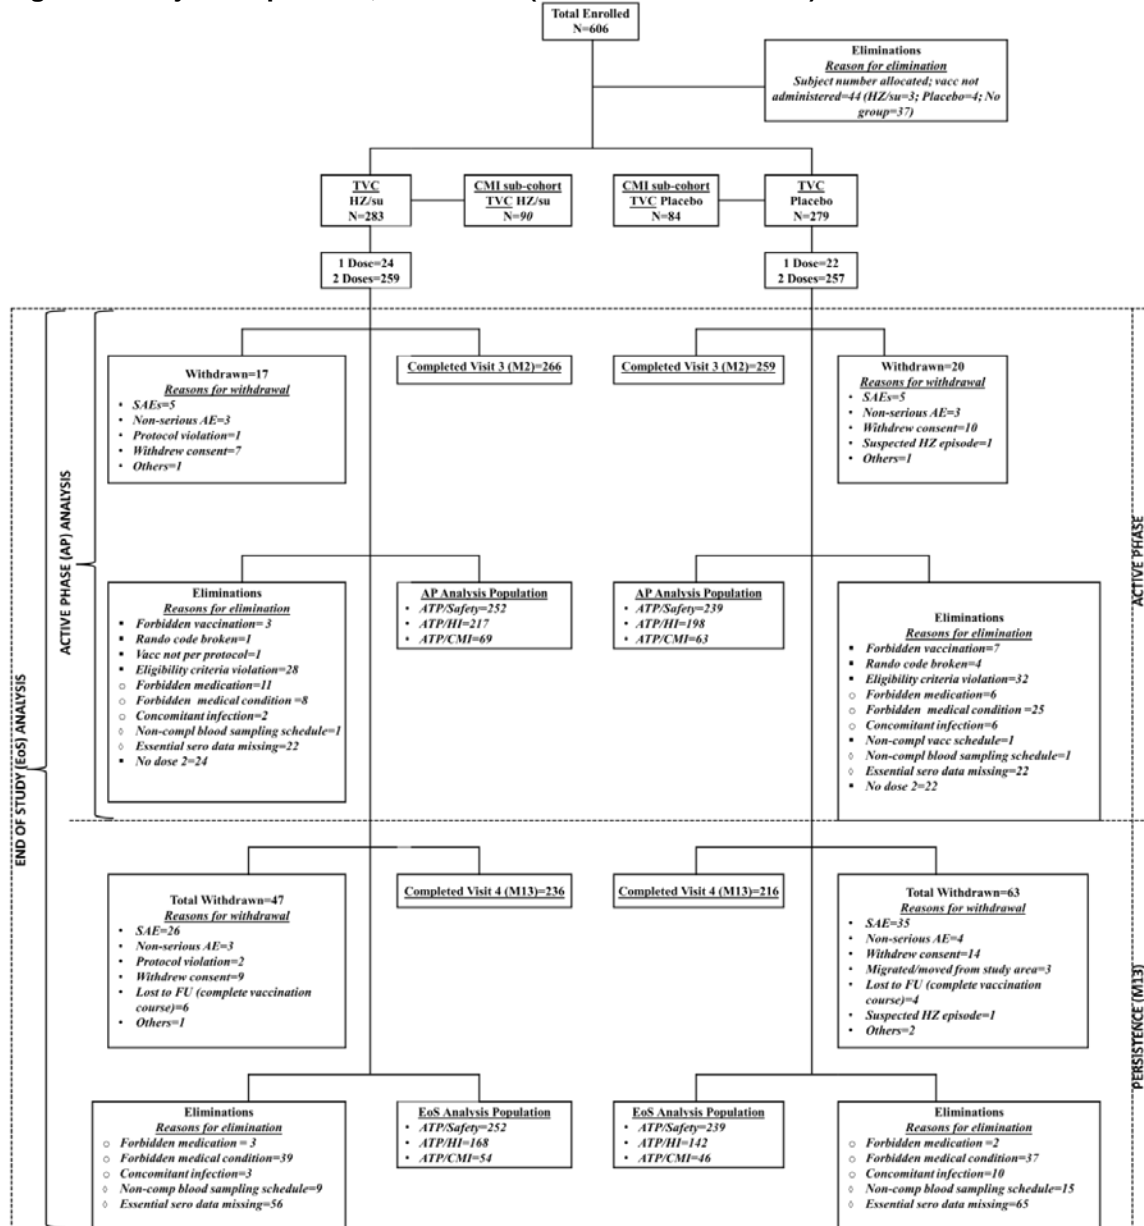 Total Enrolled
N=606
Eliminations
Reason for elimination
Subject number allocated; vacc not
administered=44 (HZ/su=3; Placebo=4; No
group=37)
TVC
HZ/su
N=283
CMI sub-cohort
TVC HZ/su
N=90
CMI sub-cohort
TVC Placebo
N=84
TVC
Placebo
N=279
1 Dose=24
2 Doses=259
1 Dose=22
2 Doses=257
END OF STUDY (EoS) ANALYSIS
ACTIVE PHASE (AP) ANALYSIS
ACTIVE PHASE
Withdrawn=17
Reasons for withdrawal
• SAEs=5
• Non-serious AE=3
• Protocol violation=1
• Withdrew consent=7
• Others=1
Completed Visit 3 (M2)=266
Completed Visit 3 (M2)=259
Withdrawn=20
Reasons for withdrawal
• SAEs=5
• Non-serious AE=3
• Withdrew consent=10
• Suspected HZ episode=1
• Others=1
Eliminations
Reasons for elimination
▪ Forbidden vaccination= 3
▪ Rando code broken=1
▪ Vacc not per protocol=1
▪ Eligibility criteria violation=28
○ Forbidden medication=11
○ Forbidden medical condition =8
○ Concomitant infection=2
◊ Non-compl blood sampling schedule=1
◊ Essential sero data missing=22
▪ No dose 2=24
AP Analysis Population
• ATP/Safety=252
• ATP/HI=217
• ATP/CMI=69
AP Analysis Population
• ATP/Safety=239
• ATP/HI=198
• ATP/CMI=63
Eliminations
Reasons for elimination
▪ Forbidden vaccination=7
▪ Rando code broken=4
▪ Eligibility criteria violation=32
○ Forbidden medication=6
○ Forbidden medical condition =25
○ Concomitant infection=6
▪ Non-compl vacc schedule=1
◊ Non-compl blood sampling schedule=1
◊ Essential sero data missing=22
▪ No dose 2=22
PERSISTENCE (M13)
Total Withdrawn=47
Reasons for withdrawal
• SAE=26
• Non-serious AE=3
• Protocol violation=2
• Withdrew consent=9
• Lost to FU (complete vaccination
course)=6
• Others=1
Completed Visit 4 (M13)=236
Completed Visit 4 (M13)=216
Total Withdrawn=63
Reasons for withdrawal
• SAE=35
• Non-serious AE=4
• Withdrew consent=14
• Migrated/moved from study area=3
• Lost to FU (complete vaccination
course)=4
• Suspected HZ episode=1
• Others=2
Eliminations
Reasons for elimination
○ Forbidden medication = 3
○ Forbidden medical condition=39
○ Concomitant infection=3
◊ Non-comp blood sampling schedule=9
◊ Essential sero data missing=56
EoS Analysis Population
• ATP/Safety=252
• ATP/HI=168
• ATP/CMI=54
EoS Analysis Population
• ATP/Safety=239
• ATP/HI=142
• ATP/CMI=46
Eliminations
Reasons for elimination
○ Forbidden medication =2
○ Forbidden medical condition=37
○ Concomitant infection=10
◊ Non-comp blood sampling schedule=15
◊ Essential sero data missing=65